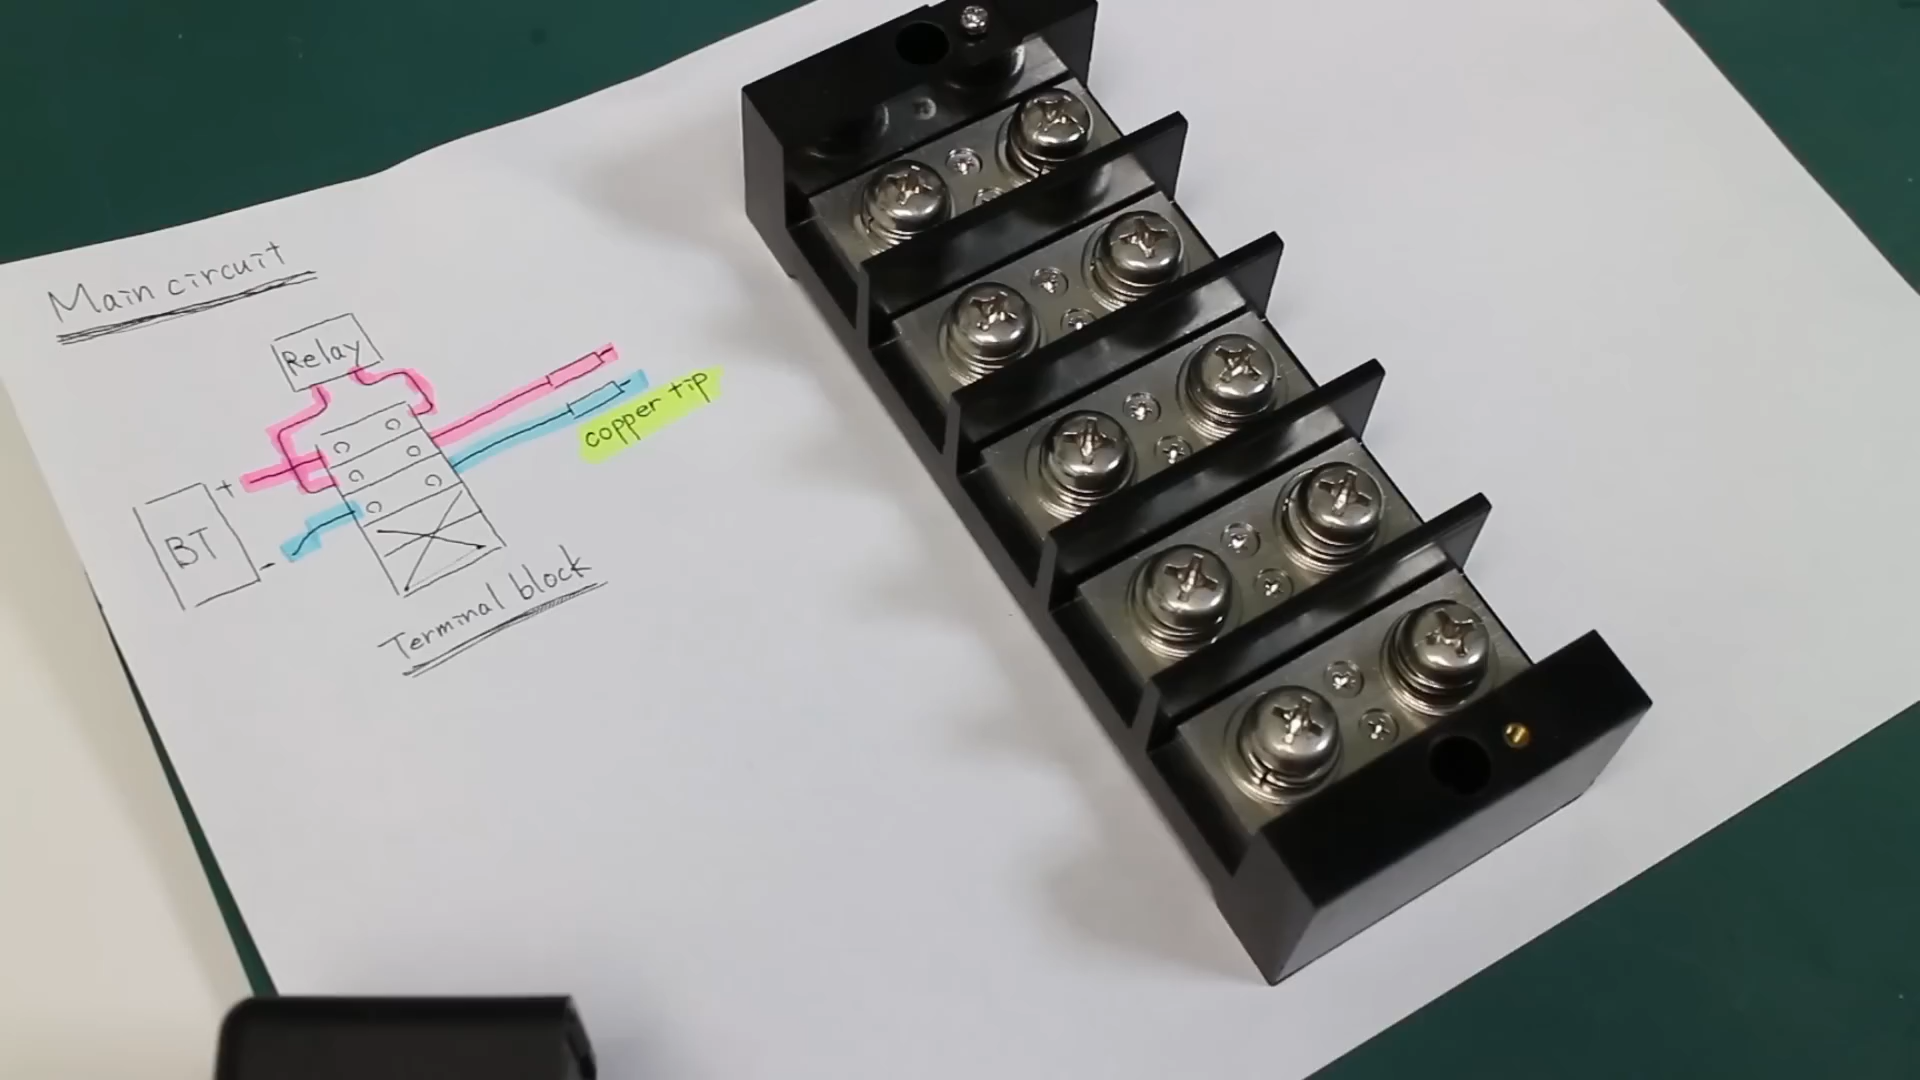 Main circuit
Relay
copper tip
+
BT
-
Terminal block